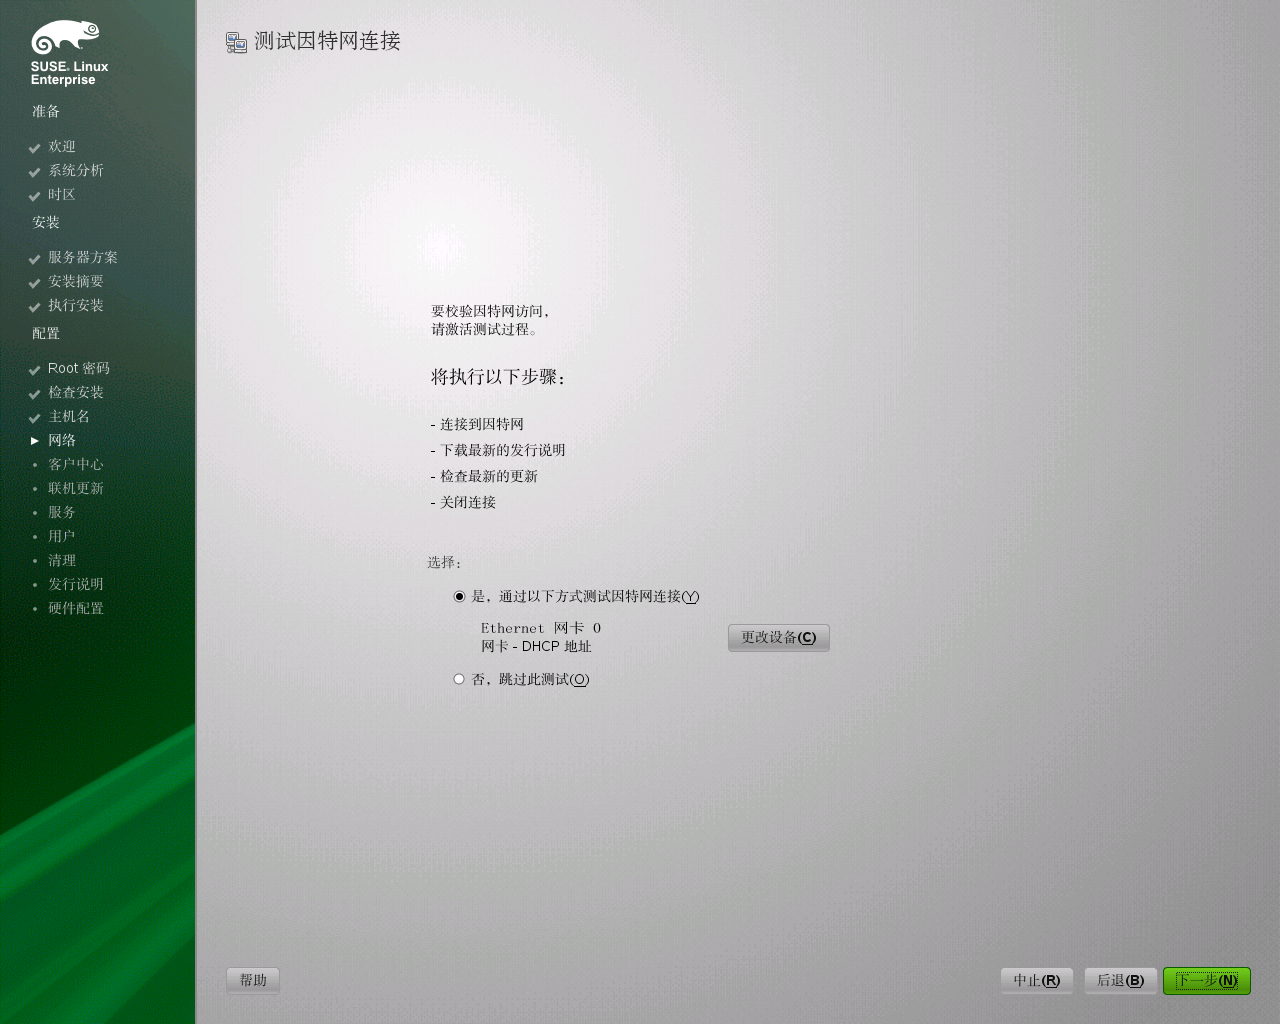 SUSE. Linux
Enterprise
准备
欢迎
系统分析
时区
安装
服务器方案
安装摘要
执行安装
配置
Root 密码
检查安装
主机名
网络
客户中心
联机更新
服务
用户
清理
发行说明
硬件配置
测试因特网连接
要校验因特网访问，
请激活测试过程。
将执行以下步骤：
- 连接到因特网
- 下载最新的发行说明
- 检查最新的更新
- 关闭连接
选择：
是，通过以下方式测试因特网连接(Y)
Ethernet 网卡 0
网卡 - DHCP 地址
更改设备(C)
否，跳过此测试(O)
帮助
中止(R)
后退(B)
下一步(N)